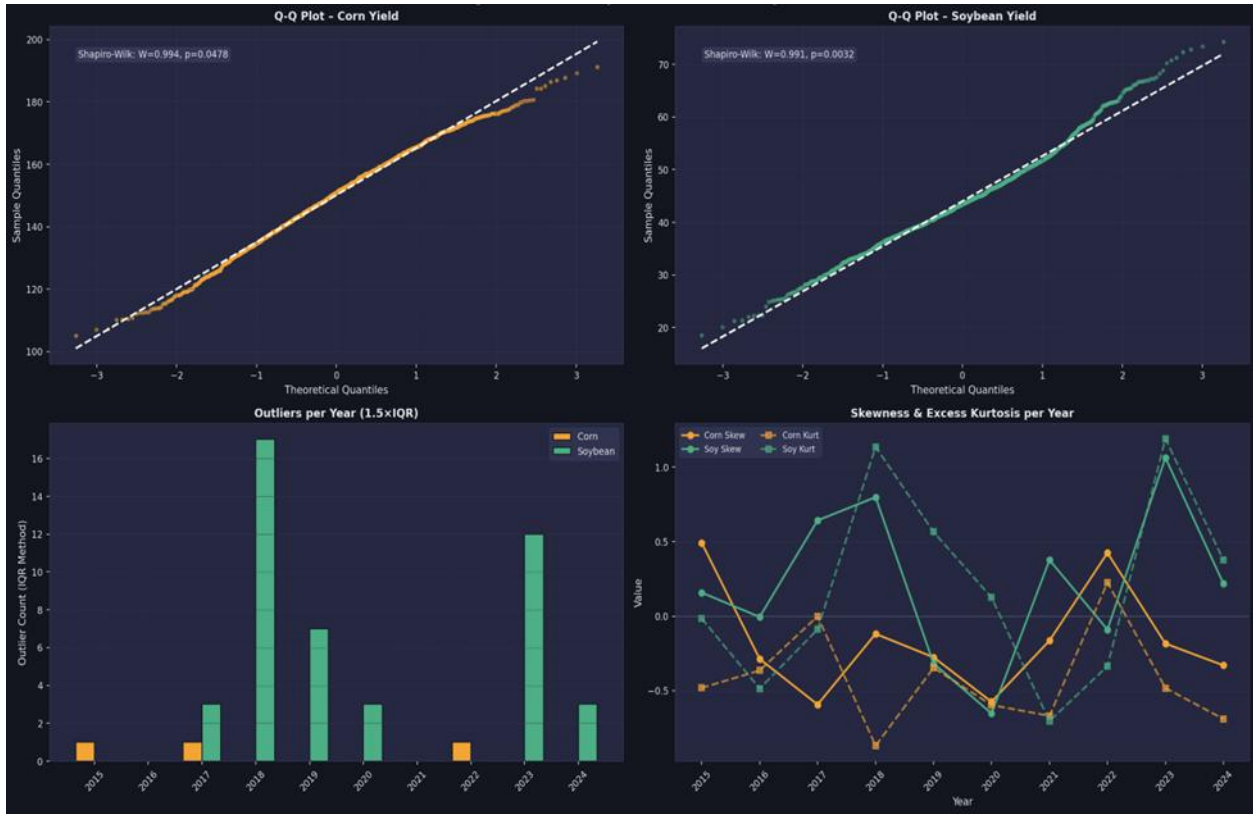 Q-Q Plot – Corn Yield
Shapiro-Wilk: W=0.994, p=0.0478
Sample Quantiles
200
180
160
140
120
100
−3 −2 −1 0 1 2 3
Theoretical Quantiles
Q-Q Plot – Soybean Yield
Shapiro-Wilk: W=0.991, p=0.0032
Sample Quantiles
70
60
50
40
30
20
−3 −2 −1 0 1 2 3
Theoretical Quantiles
Outliers per Year (1.5×IQR)
Corn
Soybean
Outlier Count (IQR Method)
16
14
12
10
8
6
4
2
0
2015 2016 2017 2018 2019 2020 2021 2022 2023 2024
Skewness & Excess Kurtosis per Year
Corn Skew Corn Kurt
Soy Skew Soy Kurt
Value
1.0
0.5
0.0
−0.5
2015 2016 2017 2018 2019 2020 2021 2022 2023 2024
Year